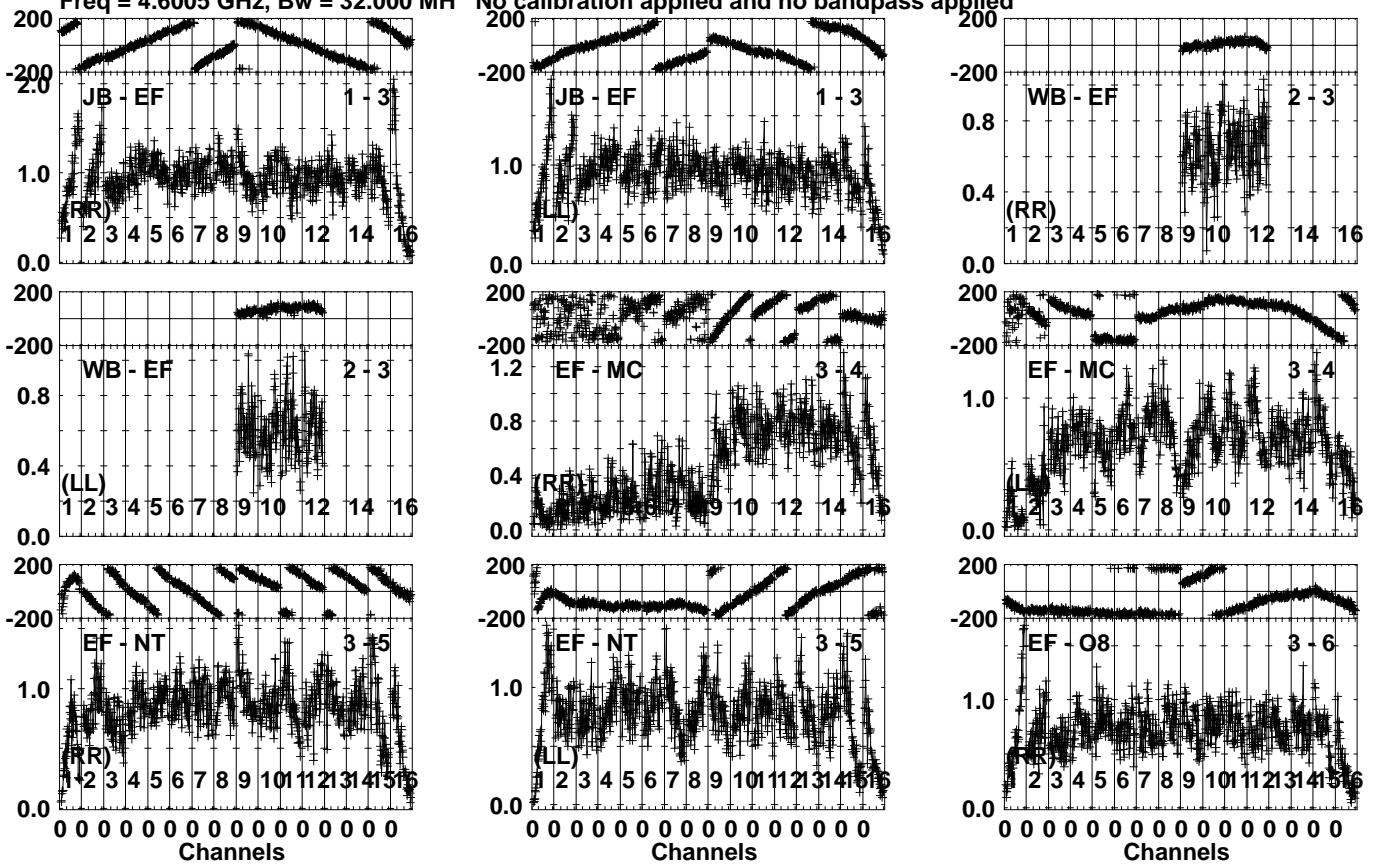 Freq = 4.6005 GHz, Bw = 32.000 MH No calibration applied and no bandpass applied
200 200 200
-200 -200 -200
2.0
JB - EF 1 - 3 JB - EF 1 - 3 WB - EF 2 - 3
0.8
1.0 1.0
0.4
(RR) (LL) (RR)
1 2 3 4 5 6 7 8 9 10 12 14 16 1 2 3 4 5 6 7 8 9 10 12 14 16 1 2 3 4 5 6 7 8 9 10 12 14 16
0.0 0.0 0.0
200 200 200
-200 -200 -200
WB - EF 2 - 3 EF - MC 3 - 4 EF - MC 3 - 4
1.2
0.8 0.8 1.0
0.4 0.4
(LL) (RR)
1 2 3 4 5 6 7 8 9 10 12 14 16 1 2 7 9 10 12 14 16 1 2 3 4 5 6 7 8 9 10 12 14 16
0.0 0.0 0.0
200 200 200
-200 -200 -200
EF - NT 3 - 5 EF - NT 3 - 5 EF - O8 3 - 6
1.0 1.0 1.0
(RR) (LL) (RR)
1 2 3 4 5 6 7 8 9 10 11 12 13 14 15 16 1 2 3 4 5 6 7 8 9 10 11 12 13 14 15 16 1 2 3 4 5 6 7 8 9 10 11 12 13 14 15 16
0.0 0.0 0.0
0 0 0 0 0 0 0 0 0 0 0 0 0 0 0 0 0 0 0 0 0 0 0 0 0 0 0 0 0 0 0 0 0 0 0 0 0 0 0 0 0 0 0 0 0 0 0 0
Channels Channels Channels